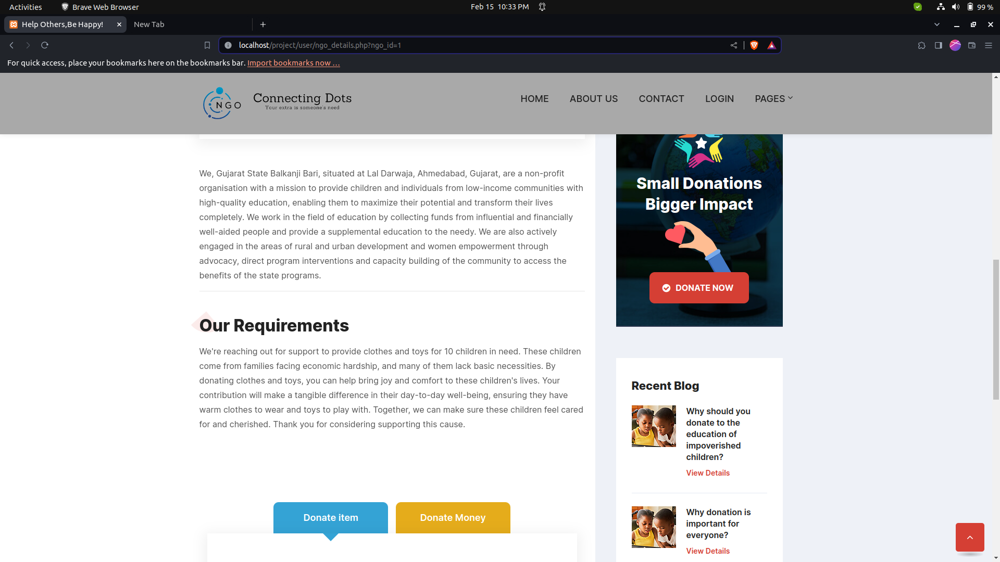 Activities
Brave Web Browser
Feb 15 10:33 PM
99 %
Help Others,Be Happy!
New Tab
localhost/project/user/ngo_details.php?ngo_id=1
For quick access, place your bookmarks here on the bookmarks bar. Import bookmarks now …
NGO
Connecting Dots
Your extra is someone's need
HOME
ABOUT US
CONTACT
LOGIN
PAGES
We, Gujarat State Balkanji Bari, situated at Lal Darwaja, Ahmedabad, Gujarat, are a non-profit
organisation with a mission to provide children and individuals from low-income communities with
high-quality education, enabling them to maximize their potential and transform their lives
completely. We work in the field of education by collecting funds from influential and financially
well-aided people and provide a supplemental education to the needy. We are also actively
engaged in the areas of rural and urban development and women empowerment through
advocacy, direct program interventions and capacity building of the community to access the
benefits of the state programs.
Our Requirements
We're reaching out for support to provide clothes and toys for 10 children in need. These children
come from families facing economic hardship, and many of them lack basic necessities. By
donating clothes and toys, you can help bring joy and comfort to these children's lives. Your
contribution will make a tangible difference in their day-to-day well-being, ensuring they have
warm clothes to wear and toys to play with. Together, we can make sure these children feel cared
for and cherished. Thank you for considering supporting this cause.
Donate item
Donate Money
Small Donations
Bigger Impact
DONATE NOW
Recent Blog
Why should you
donate to the
education of
impoverished
children?
View Details
Why donation is
important for
everyone?
View Details